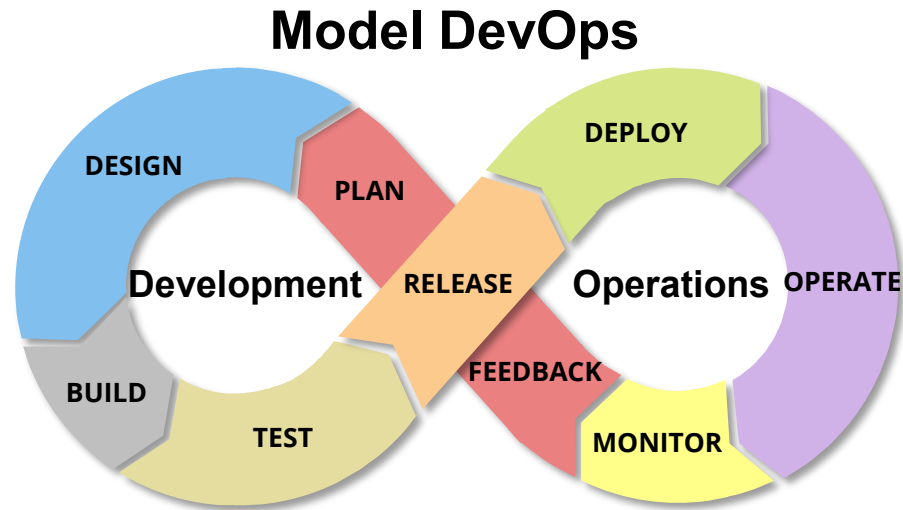 Model DevOps
DESIGN
PLAN
DEPLOY
Development
RELEASE
Operations
OPERATE
BUILD
TEST
FEEDBACK
MONITOR